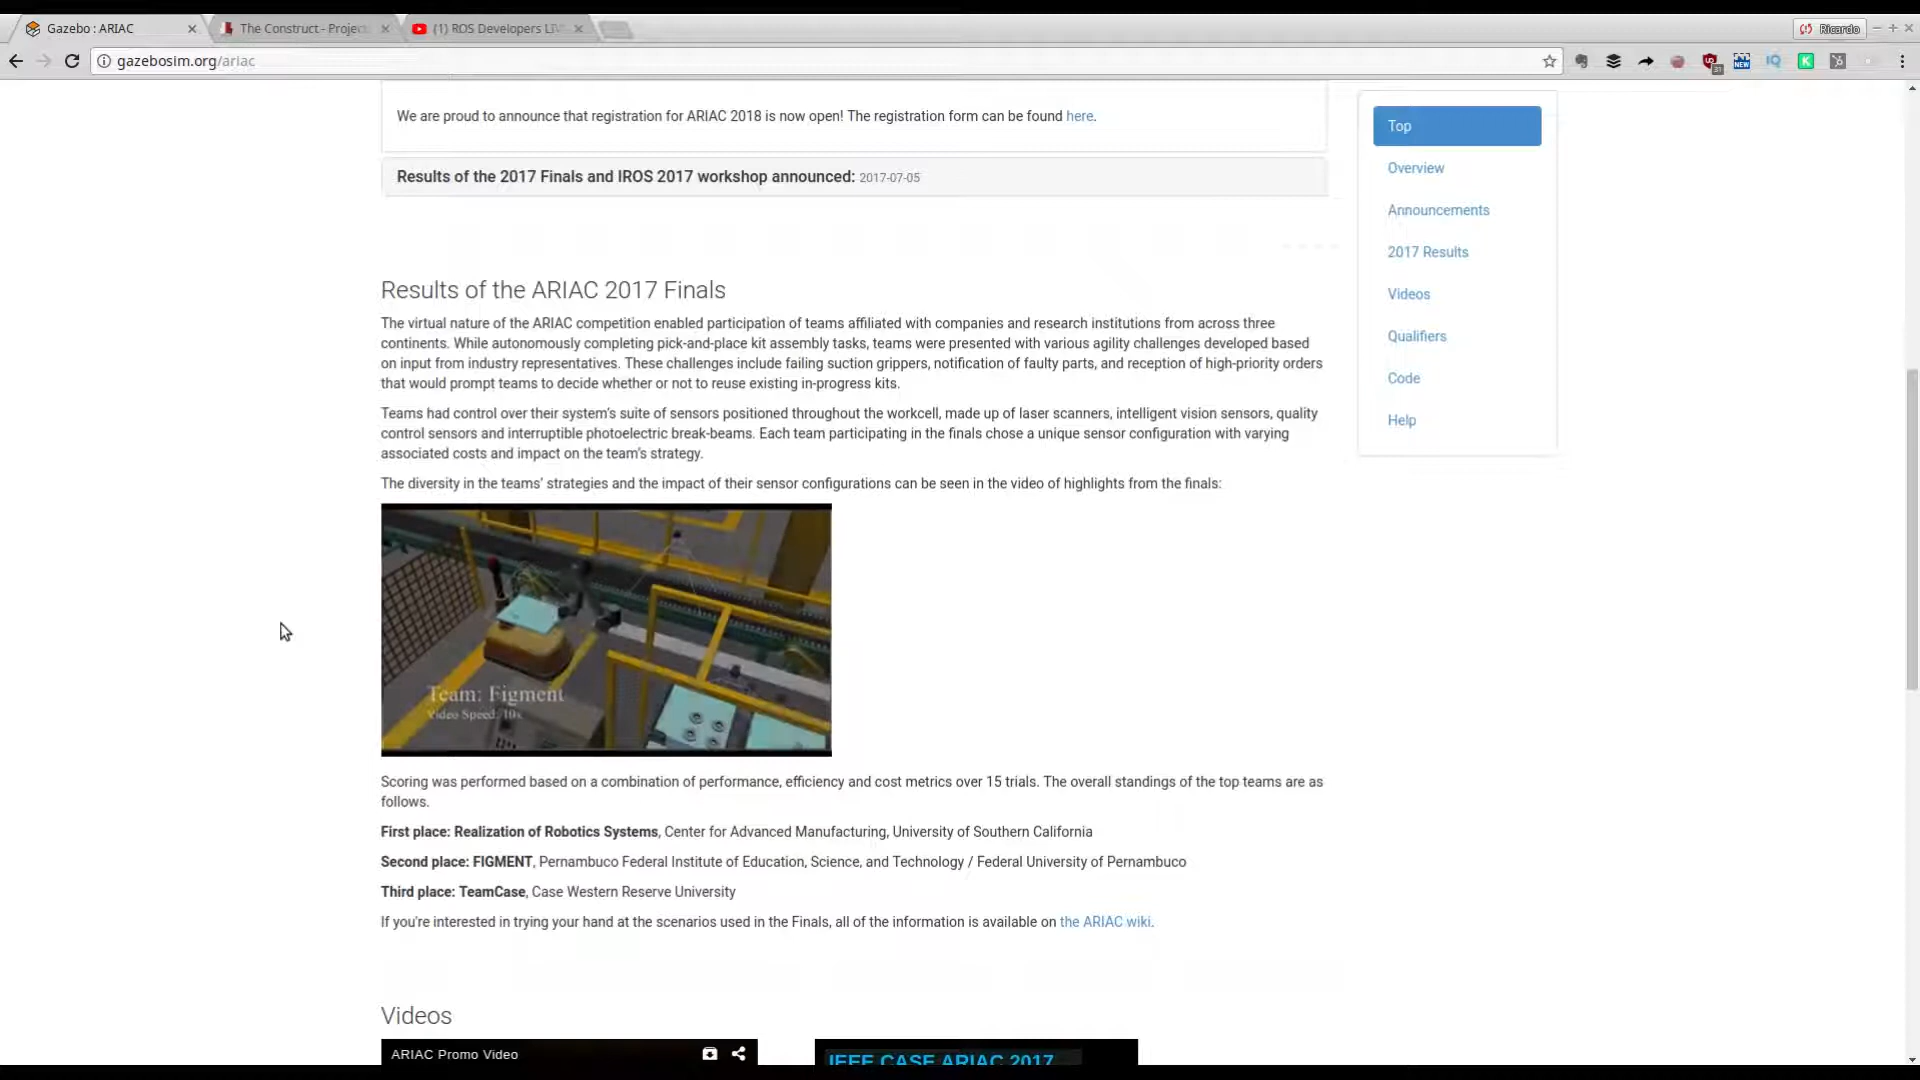 Gazebo : ARIAC
The Construct - Project
(1) ROS Developers LIV
Ricardo
gazebosim.org/ariac
31
NEW
We are proud to announce that registration for ARIAC 2018 is now open! The registration form can be found here.
Results of the 2017 Finals and IROS 2017 workshop announced: 2017-07-05
Top
Overview
Announcements
2017 Results
Videos
Qualifiers
Code
Help
Results of the ARIAC 2017 Finals
The virtual nature of the ARIAC competition enabled participation of teams affiliated with companies and research institutions from across three
continents. While autonomously completing pick-and-place kit assembly tasks, teams were presented with various agility challenges developed based
on input from industry representatives. These challenges include failing suction grippers, notification of faulty parts, and reception of high-priority orders
that would prompt teams to decide whether or not to reuse existing in-progress kits.
Teams had control over their system's suite of sensors positioned throughout the workcell, made up of laser scanners, intelligent vision sensors, quality
control sensors and interruptible photoelectric break-beams. Each team participating in the finals chose a unique sensor configuration with varying
associated costs and impact on the team's strategy.
The diversity in the teams' strategies and the impact of their sensor configurations can be seen in the video of highlights from the finals:
Team: Figment
Video Speed: 10x
Scoring was performed based on a combination of performance, efficiency and cost metrics over 15 trials. The overall standings of the top teams are as
follows.
First place: Realization of Robotics Systems, Center for Advanced Manufacturing, University of Southern California
Second place: FIGMENT, Pernambuco Federal Institute of Education, Science, and Technology / Federal University of Pernambuco
Third place: TeamCase, Case Western Reserve University
If you're interested in trying your hand at the scenarios used in the Finals, all of the information is available on the ARIAC wiki.
Videos
ARIAC Promo Video
IEEE CASE ARIAC 2017